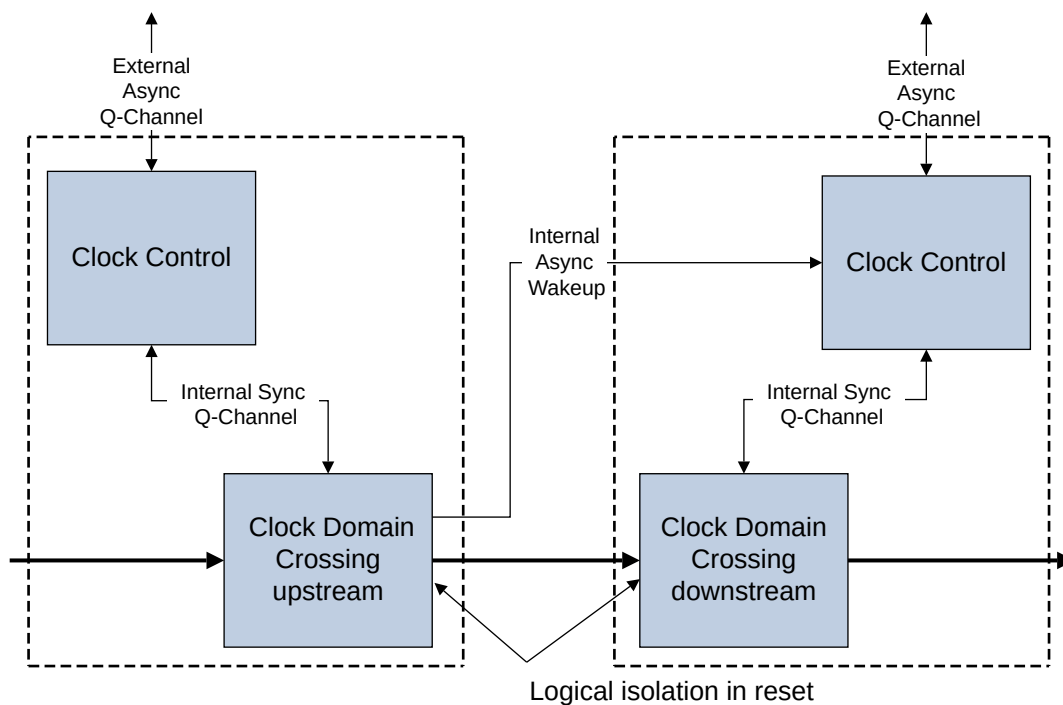 External
Async
Q-Channel
External
Async
Q-Channel
Clock Control
Internal
Async
Wakeup
Clock Control
Internal Sync
Q-Channel
Internal Sync
Q-Channel
Clock Domain
Crossing
upstream
Clock Domain
Crossing
downstream
Logical isolation in reset